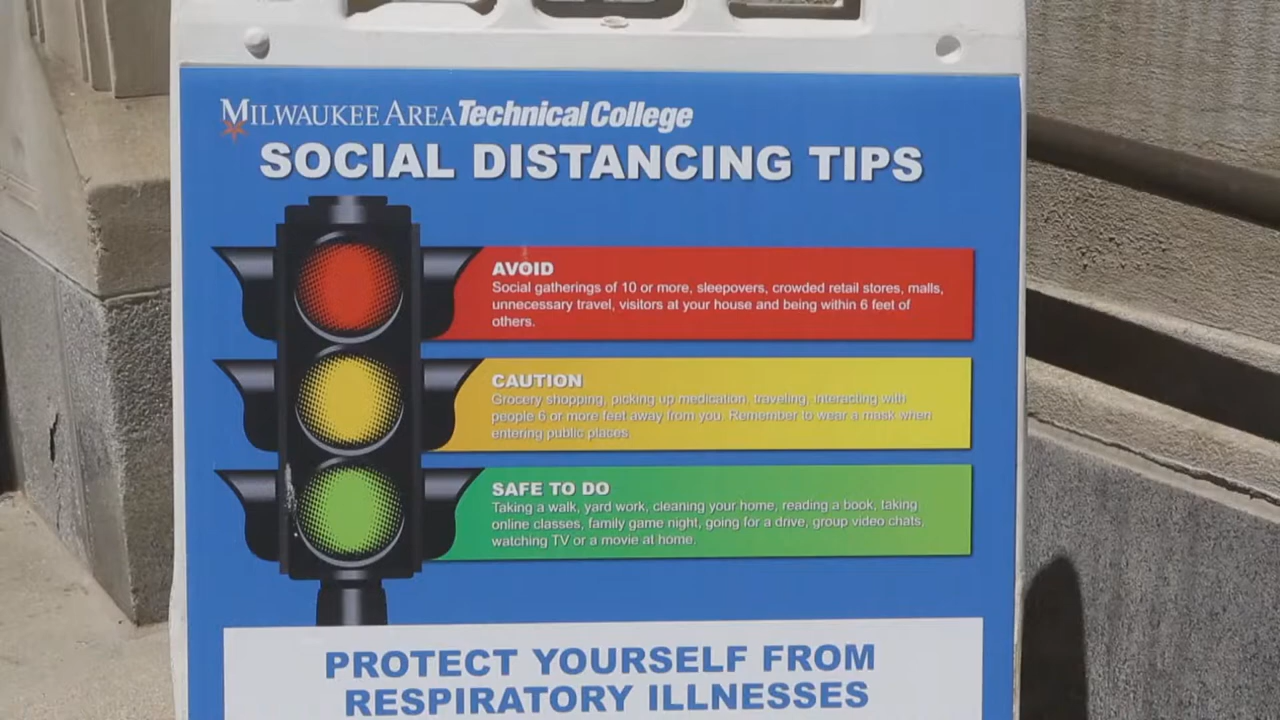 MILWAUKEE AREA Technical College
SOCIAL DISTANCING TIPS
AVOID
Social gatherings of 10 or more, sleepovers, crowded retail stores, malls,
unnecessary travel, visitors at your house and being within 6 feet of
others.
CAUTION
Grocery shopping, picking up medication, traveling, interacting with
people 6 or more feet away from you. Remember to wear a mask when
entering public places.
SAFE TO DO
Taking a walk, yard work, cleaning your home, reading a book, taking
online classes, family game night, going for a drive, group video chats,
watching TV or a movie at home.
PROTECT YOURSELF FROM
RESPIRATORY ILLNESSES